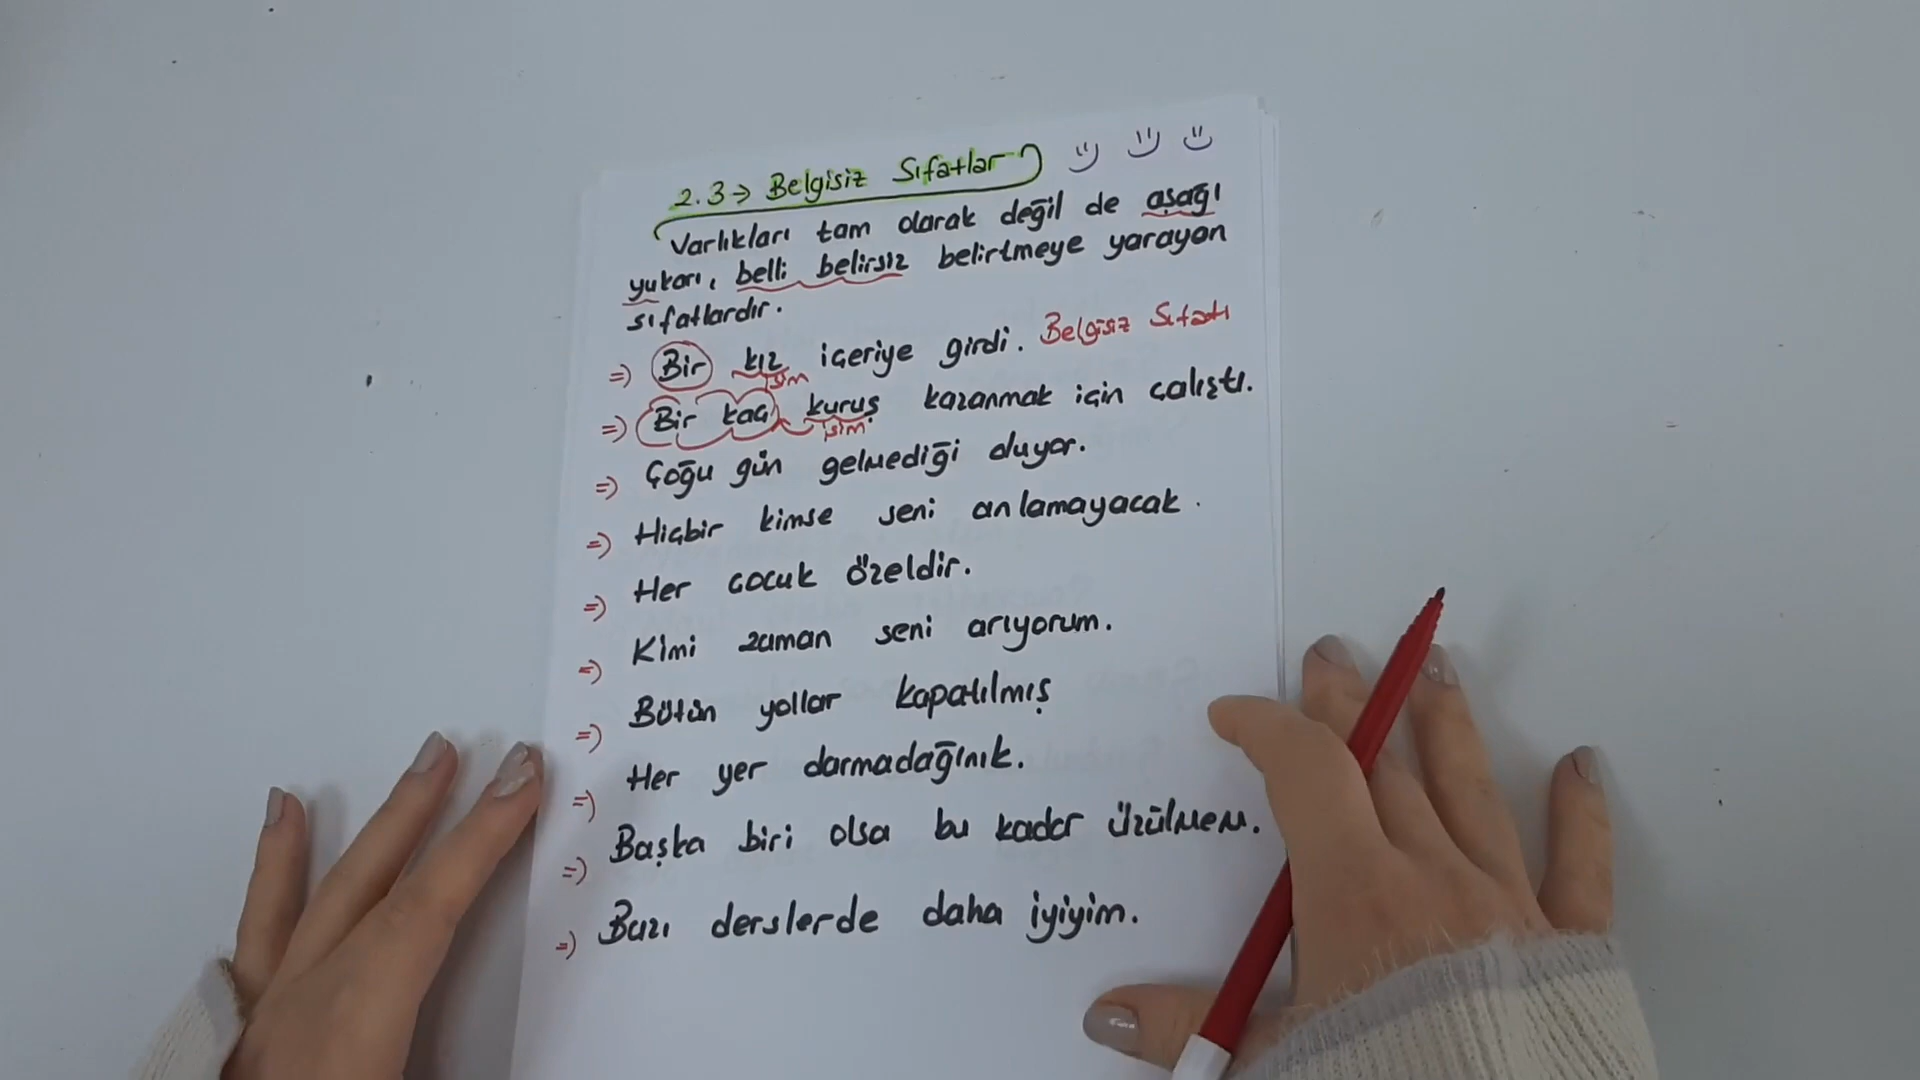 2.3→ Belgisiz Sıfatlar
Varlıkları tam olarak değil de aşağı
yukarı, belli belirsiz belirtmeye yarayan
sıfatlardır.
⇒ Bir kız içeriye girdi. Belgisiz Sıfatı
isim
⇒ Bir kaç kuruş kazanmak için çalıştı.
isim
⇒ Çoğu gün gelmediği oluyor.
⇒ Hiçbir kimse seni anlamayacak.
⇒ Her çocuk özeldir.
⇒ Kimi zaman seni arıyorum.
⇒ Bütün yollar kapatılmış
⇒ Her yer darmadağınık.
⇒ Başka biri olsa bu kadar üzülmem.
⇒ Bazı derslerde daha iyiyim.